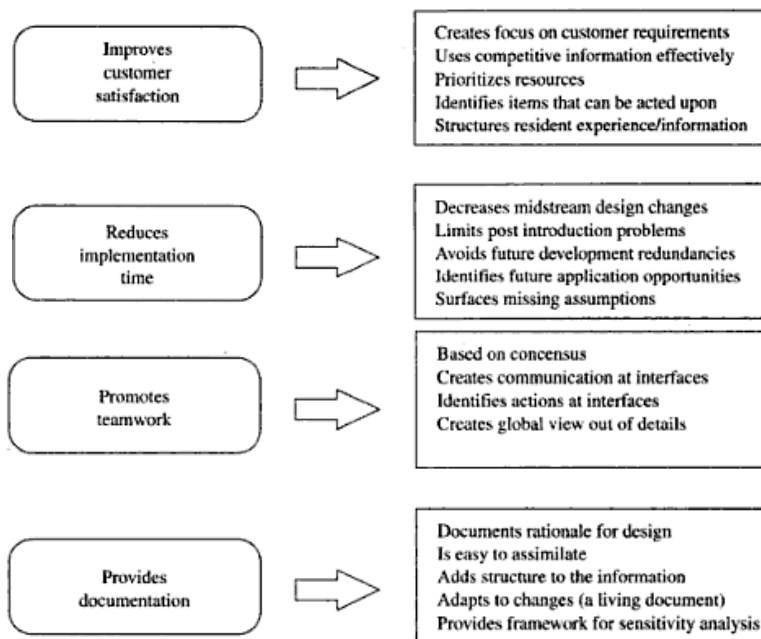 Improves
customer
satisfaction
Creates focus on customer requirements
Uses competitive information effectively
Prioritizes resources
Identifies items that can be acted upon
Structures resident experience/information
Reduces
implementation
time
Decreases midstream design changes
Limits post introduction problems
Avoids future development redundancies
Identifies future application opportunities
Surfaces missing assumptions
Promotes
teamwork
Based on concensus
Creates communication at interfaces
Identifies actions at interfaces
Creates global view out of details
Provides
documentation
Documents rationale for design
Is easy to assimilate
Adds structure to the information
Adapts to changes (a living document)
Provides framework for sensitivity analysis